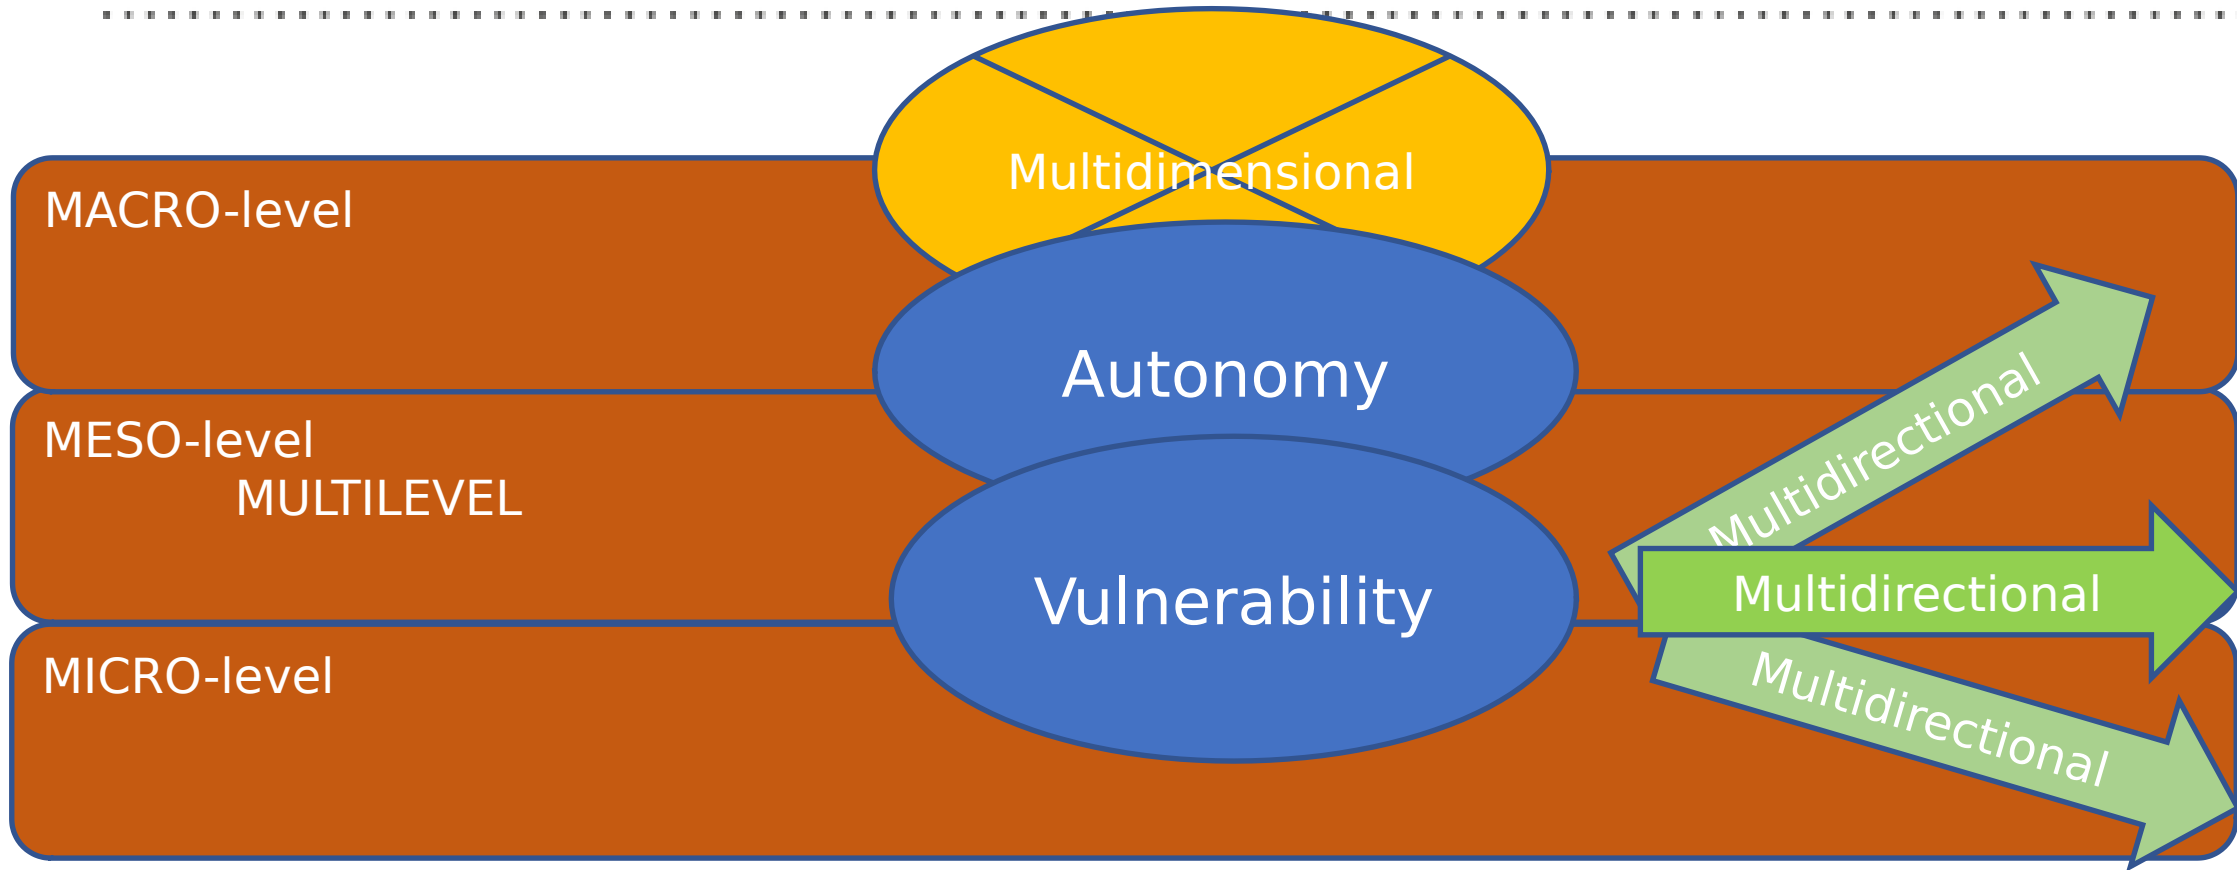 Multidimensional
MACRO-level
Autonomy
MESO-level
MULTILEVEL
Multidirectional
Vulnerability
Multidirectional
MICRO-level
Multidirectional